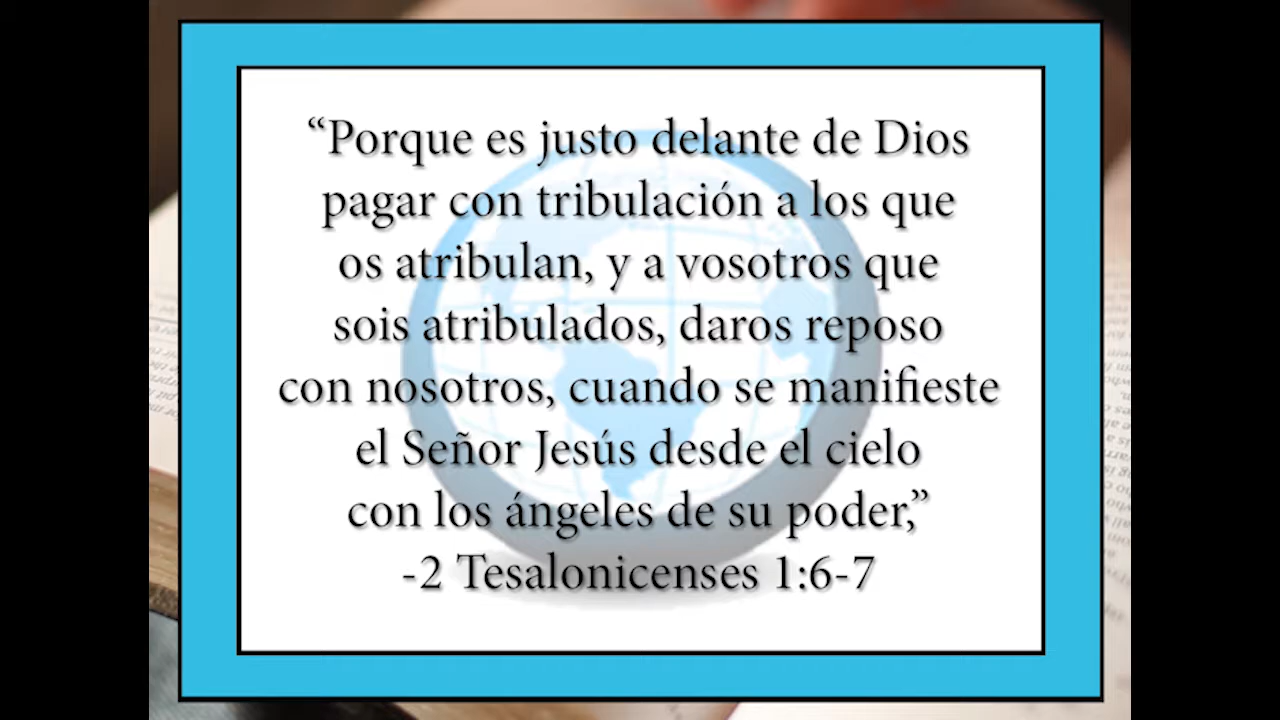 “Porque es justo delante de Dios
pagar con tribulación a los que
os atribulan, y a vosotros que
sois atribulados, daros reposo
con nosotros, cuando se manifieste
el Señor Jesús desde el cielo
con los ángeles de su poder,”
-2 Tesalonicenses 1:6-7